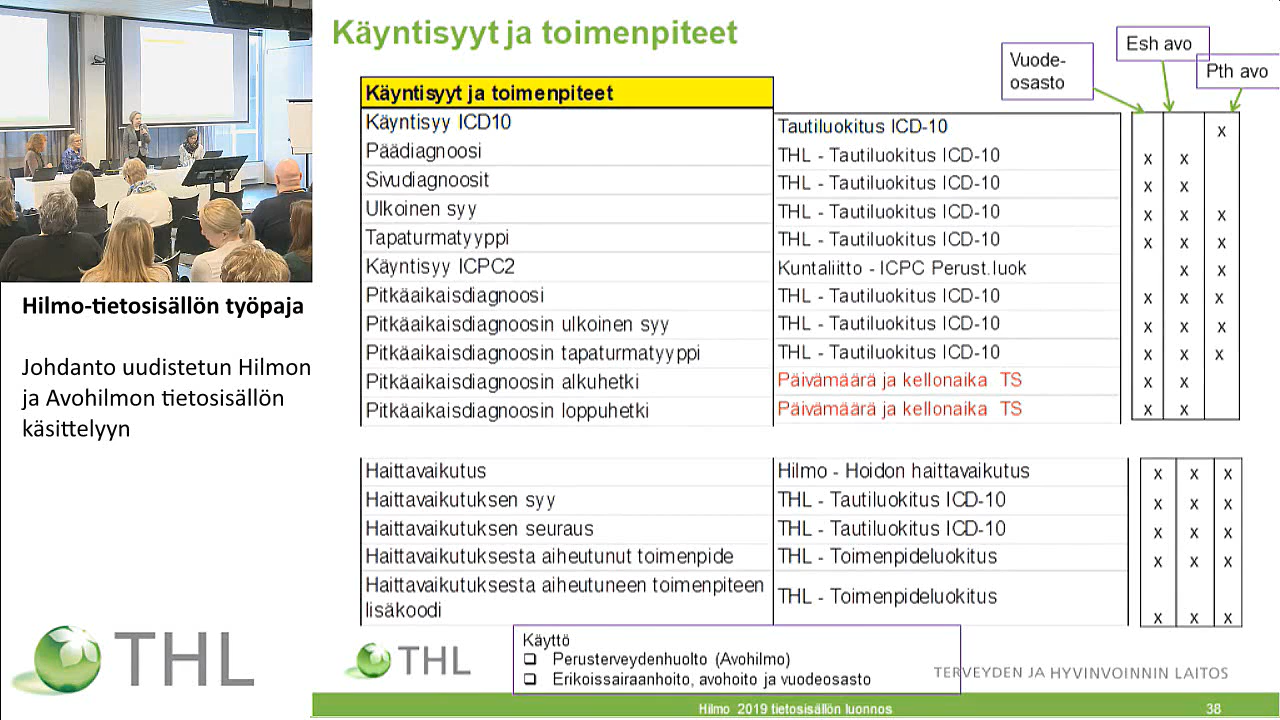 Käyntisyyt ja toimenpiteet
Vuode-
osasto
Esh avo
Pth avo
Käyntisyyt ja toimenpiteet
Käyntisyy ICD10 Tautiluokitus ICD-10 x
Päädiagnoosi THL - Tautiluokitus ICD-10 x x
Sivudiagnoosit THL - Tautiluokitus ICD-10 x x
Ulkoinen syy THL - Tautiluokitus ICD-10 x x x
Tapaturmatyyppi THL - Tautiluokitus ICD-10 x x x
Käyntisyy ICPC2 Kuntaliitto - ICPC Perust.luok x x
Pitkäaikaisdiagnoosi THL - Tautiluokitus ICD-10 x x x
Pitkäaikaisdiagnoosin ulkoinen syy THL - Tautiluokitus ICD-10 x x x
Pitkäaikaisdiagnoosin tapaturmatyyppi THL - Tautiluokitus ICD-10 x x x
Pitkäaikaisdiagnoosin alkuhetki Päivämäärä ja kellonaika TS x x
Pitkäaikaisdiagnoosin loppuhetki Päivämäärä ja kellonaika TS x x
Haittavaikutus Hilmo - Hoidon haittavaikutus x x x
Haittavaikutuksen syy THL - Tautiluokitus ICD-10 x x x
Haittavaikutuksen seuraus THL - Tautiluokitus ICD-10 x x x
Haittavaikutuksesta aiheutunut toimenpide THL - Toimenpideluokitus x x x
Haittavaikutuksesta aiheutuneen toimenpiteen
lisäkoodi THL - Toimenpideluokitus x x x
Käyttö
Perusterveydenhuolto (Avohilmo)
Erikoissairaanhoito, avohoito ja vuodeosasto
THL
TERVEYDEN JA HYVINVOINNIN LAITOS
Hilmo 2019 tietosisällön luonnos 38
Hilmo-tietosisällön työpaja
Johdanto uudistetun Hilmon
ja Avohilmon tietosisällön
käsittelyyn
THL